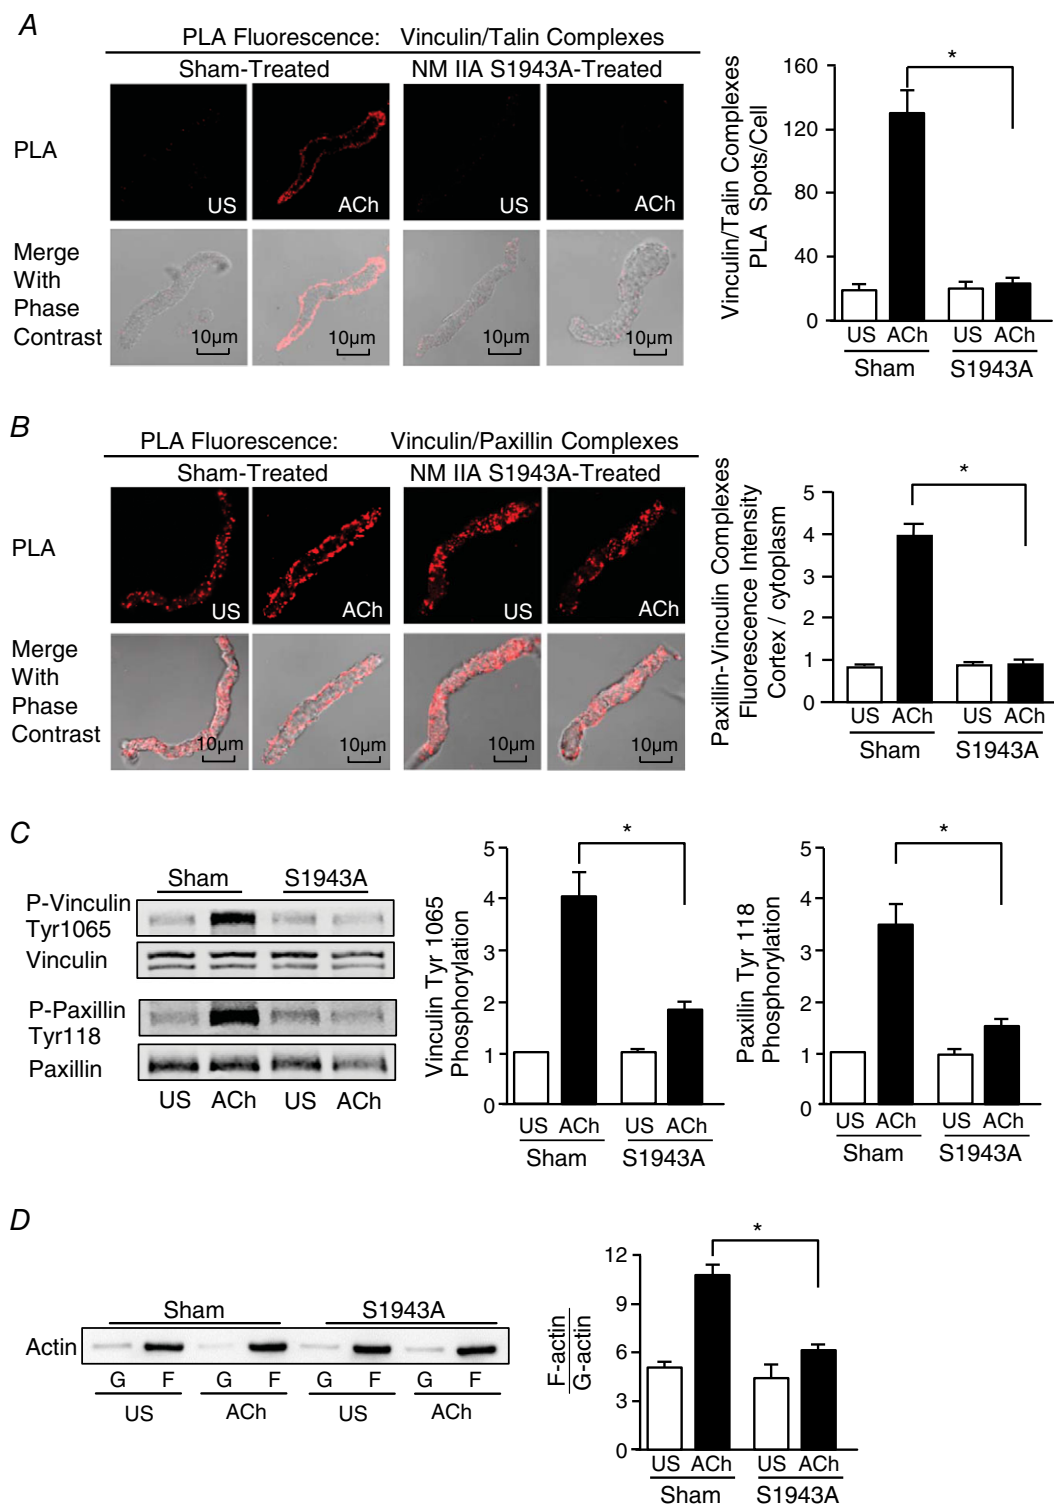 A
PLA Fluorescence: Vinculin/Talin Complexes
Sham-Treated NM IIA S1943A-Treated
PLA
US ACh US ACh
Merge
With
Phase
Contrast
10μm 10μm 10μm 10μm
Vinculin/Talin Complexes
PLA Spots/Cell
160
120
80
40
0
*
US ACh US ACh
Sham S1943A
B
PLA Fluorescence: Vinculin/Paxillin Complexes
Sham-Treated NM IIA S1943A-Treated
PLA
US ACh US ACh
Merge
With
Phase
Contrast
10μm 10μm 10μm 10μm
Paxillin-Vinculin Complexes
Fluorescence Intensity
Cortex / cytoplasm
5
4
3
2
1
0
*
US ACh US ACh
Sham S1943A
C
Sham S1943A
P-Vinculin
Tyr1065
Vinculin
P-Paxillin
Tyr118
Paxillin
US ACh US ACh
Vinculin Tyr 1065
Phosphorylation
5
4
3
2
1
0
*
US ACh US ACh
Sham S1943A
Paxillin Tyr 118
Phosphorylation
5
4
3
2
1
0
*
US ACh US ACh
Sham S1943A
D
Sham S1943A
Actin
G F G F G F G F
US ACh US ACh
F-actin
G-actin
12
9
6
3
0
*
US ACh US ACh
Sham S1943A